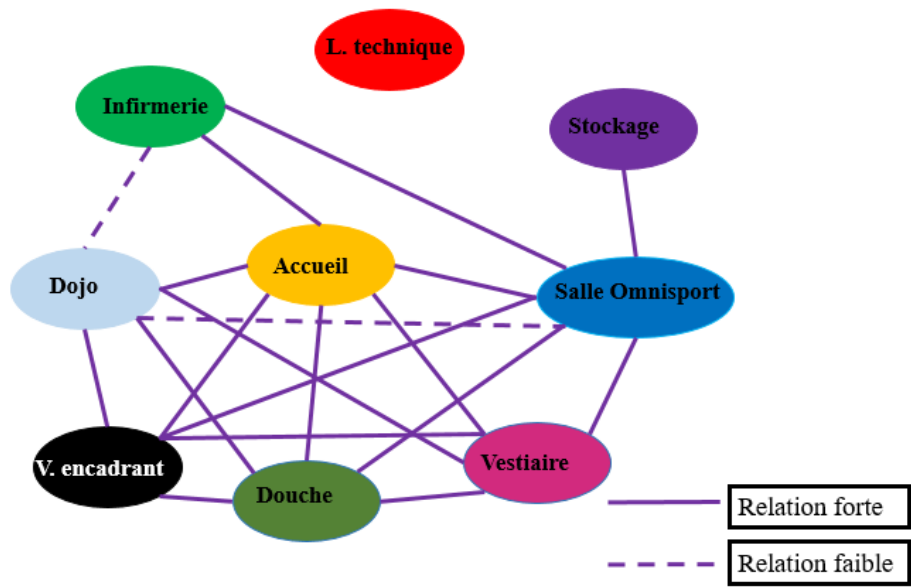 L. technique
Infirmerie
Stockage
Accueil
Dojo
Salle Omnisport
V. encadrant
Vestiaire
Douche
Relation forte
Relation faible